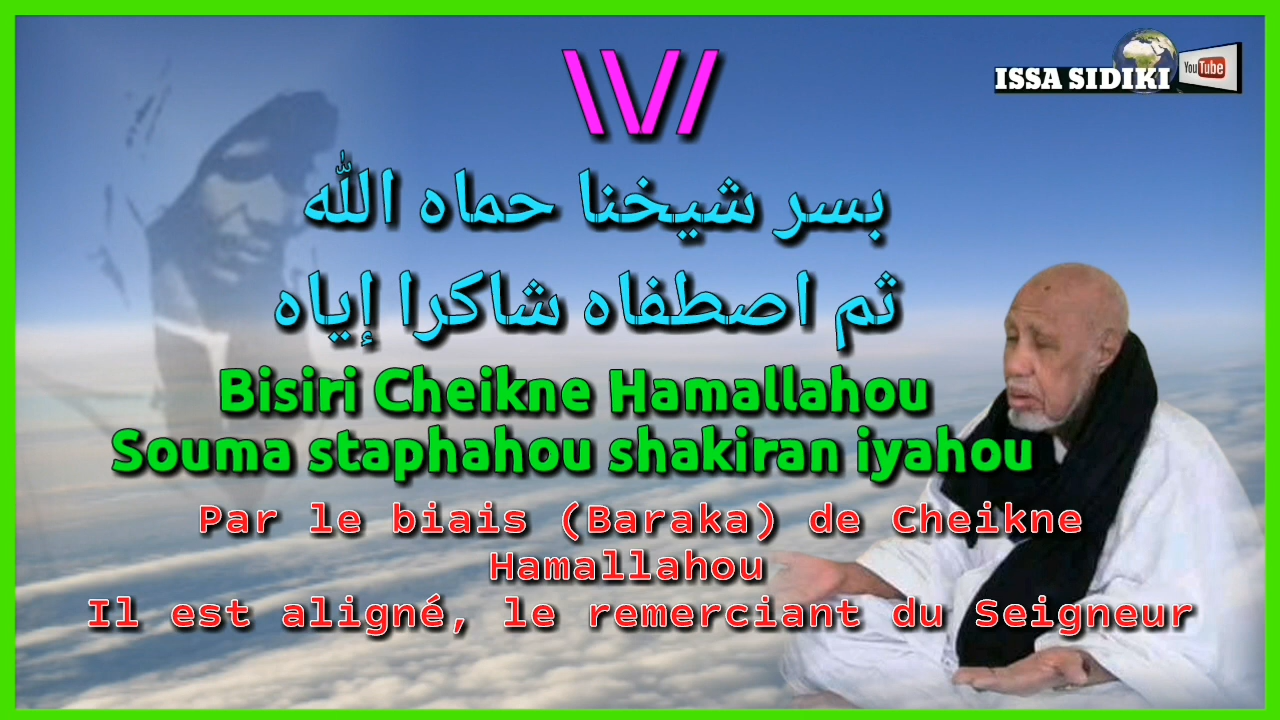 ISSA SIDIKI YouTube
\\//
بسر شيخنا حماه الله
ثم اصطفاه شاكرا إياه
Bisiri Cheikne Hamallahou
Souma staphahou shakiran iyahou
Par le biais (Baraka) de Cheikne
Hamallahou
Il est aligné, le remerciant du Seigneur